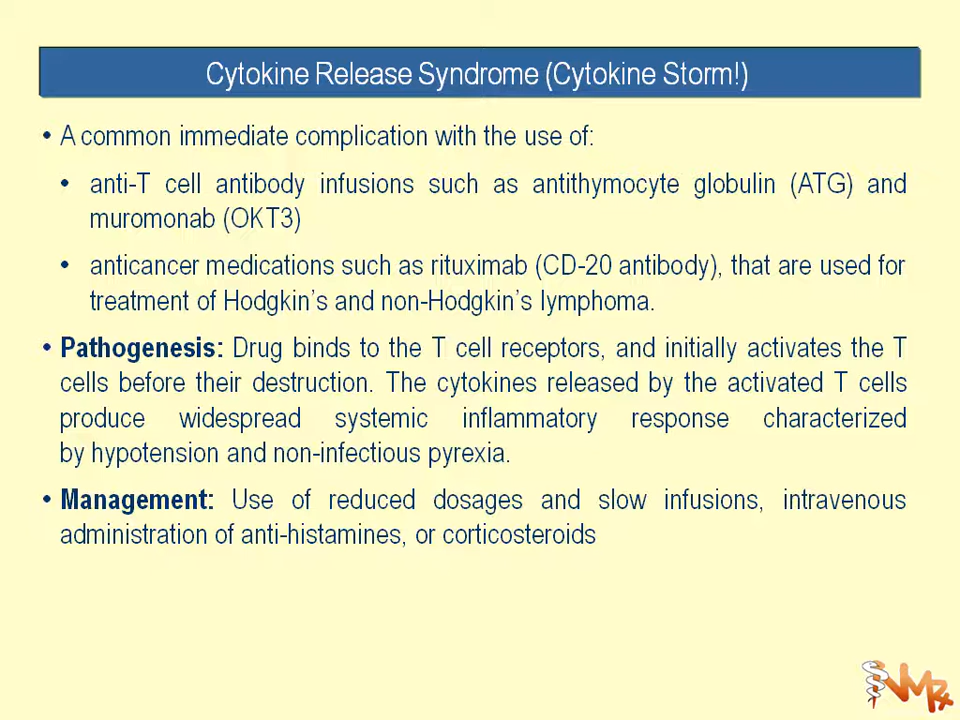 Cytokine Release Syndrome (Cytokine Storm!)
• A common immediate complication with the use of:
• anti-T cell antibody infusions such as antithymocyte globulin (ATG) and
muromonab (OKT3)
• anticancer medications such as rituximab (CD-20 antibody), that are used for
treatment of Hodgkin's and non-Hodgkin's lymphoma.
• Pathogenesis: Drug binds to the T cell receptors, and initially activates the T
cells before their destruction. The cytokines released by the activated T cells
produce widespread systemic inflammatory response characterized
by hypotension and non-infectious pyrexia.
• Management: Use of reduced dosages and slow infusions, intravenous
administration of anti-histamines, or corticosteroids